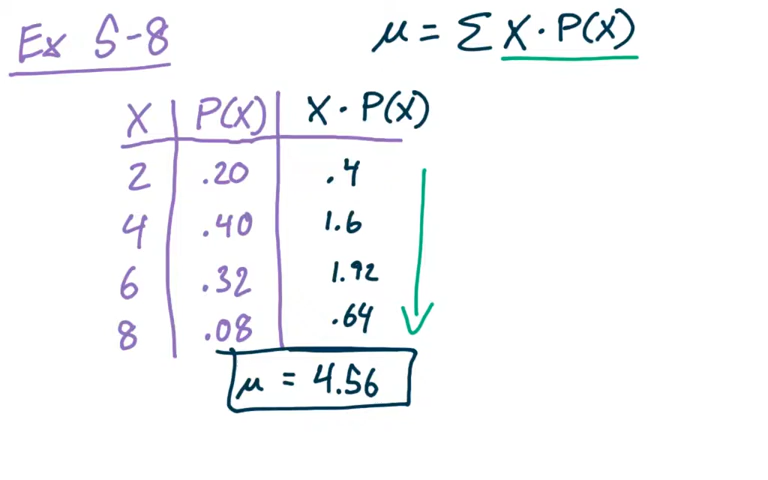 Ex 5-8
μ = Σ X · P(X)
X P(X) X · P(X)
2 .20 .4
4 .40 1.6
6 .32 1.92
8 .08 .64
μ = 4.56